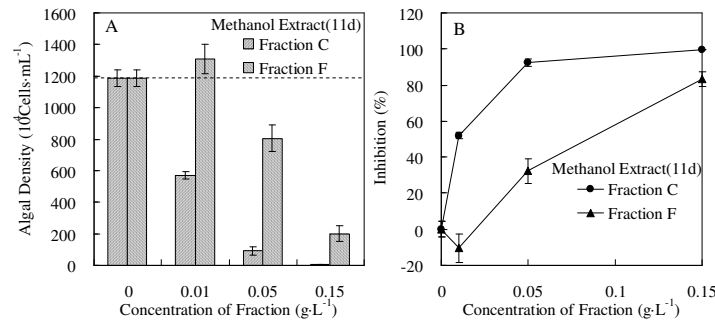 A
Methanol Extract(11d)
Fraction C
Fraction F
Algal Density (10⁴Cells·mL⁻¹)
1600
1400
1200
1000
800
600
400
200
0
0 0.01 0.05 0.15
Concentration of Fraction (g·L⁻¹)
B
Inhibition (%)
120
100
80
60
40
20
0
-20
Methanol Extract(11d)
Fraction C
Fraction F
0.00 0.05 0.10 0.15
Concentration of Fraction (g·L⁻¹)